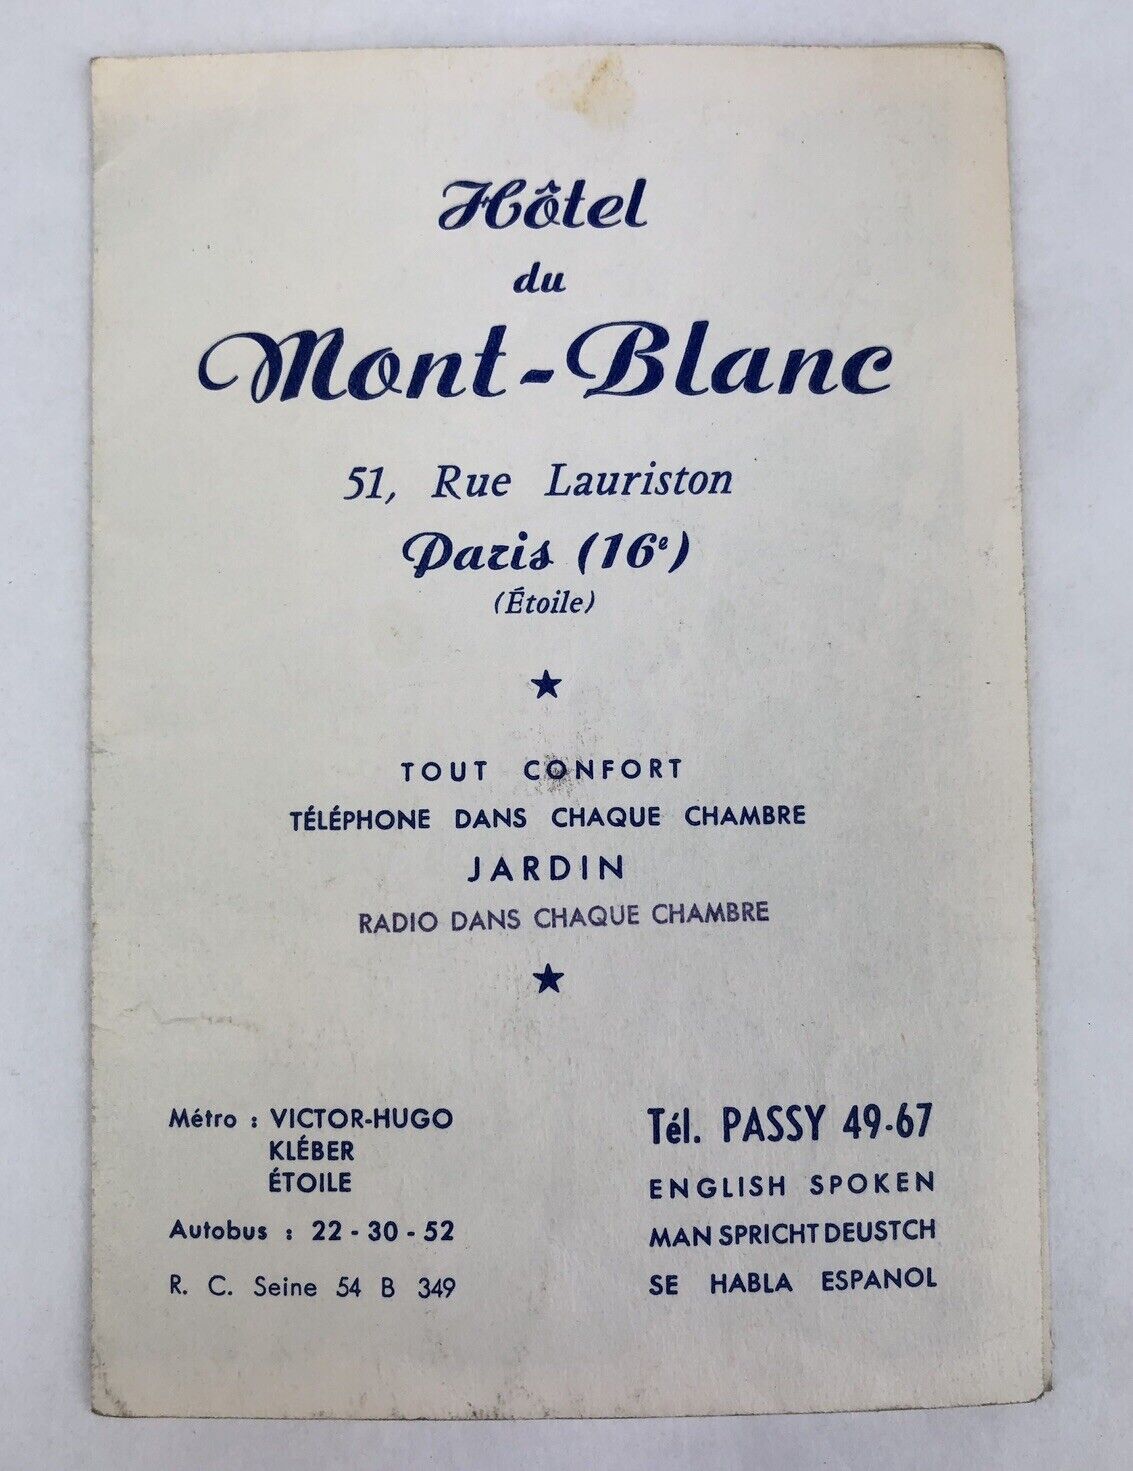 Hôtel
du
Mont-Blanc
51, Rue Lauriston
Paris (16e)
(Étoile)
TOUT CONFORT
TÉLÉPHONE DANS CHAQUE CHAMBRE
JARDIN
RADIO DANS CHAQUE CHAMBRE
Métro : VICTOR-HUGO
KLÉBER
ÉTOILE
Autobus : 22 - 30 - 52
R. C. Seine 54 B 349
Tél. PASSY 49-67
ENGLISH SPOKEN
MAN SPRICHT DEUSTCH
SE HABLA ESPANOL